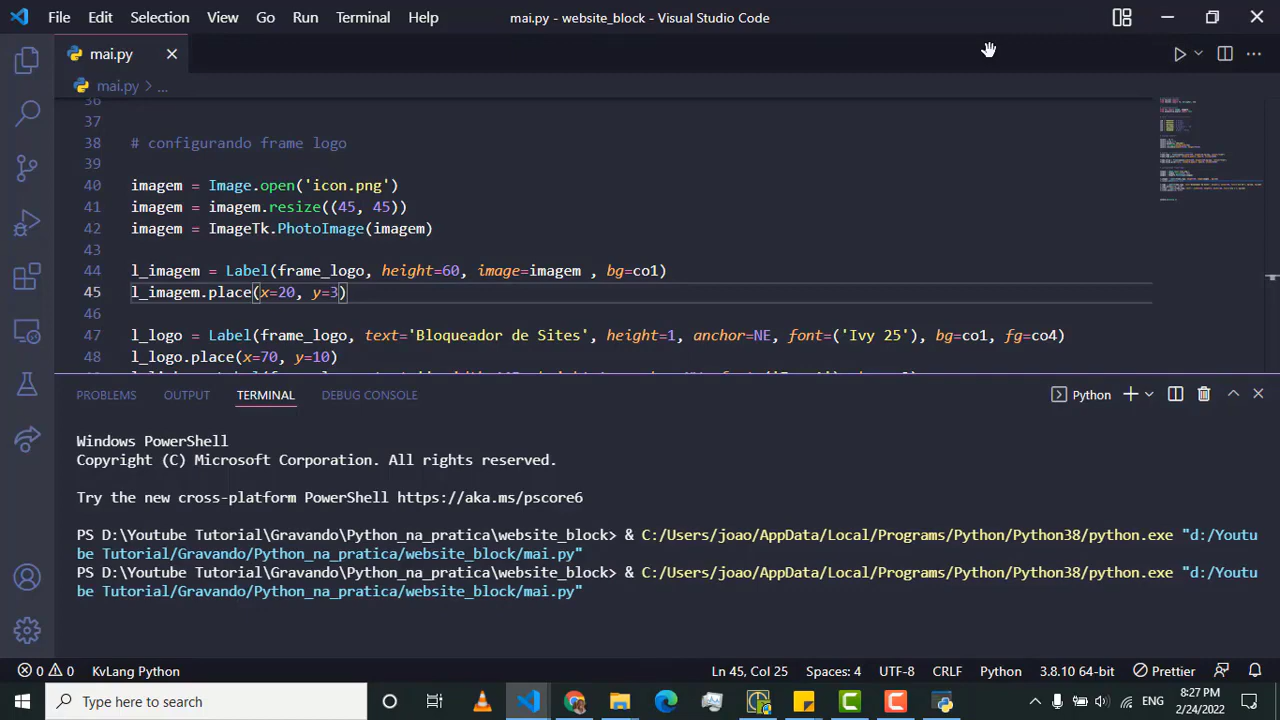 File Edit Selection View Go Run Terminal Help mai.py - website_block - Visual Studio Code
mai.py
mai.py > ...
36
37
38 # configurando frame logo
39
40 imagem = Image.open('icon.png')
41 imagem = imagem.resize((45, 45))
42 imagem = ImageTk.PhotoImage(imagem)
43
44 l_imagem = Label(frame_logo, height=60, image=imagem , bg=co1)
45 l_imagem.place(x=20, y=3)
46
47 l_logo = Label(frame_logo, text='Bloqueador de Sites', height=1, anchor=NE, font=('Ivy 25'), bg=co1, fg=co4)
48 l_logo.place(x=70, y=10)
PROBLEMS OUTPUT TERMINAL DEBUG CONSOLE Python
Windows PowerShell
Copyright (C) Microsoft Corporation. All rights reserved.
Try the new cross-platform PowerShell https://aka.ms/pscore6
PS D:\Youtube Tutorial\Gravando\Python_na_pratica\website_block> & C:/Users/joao/AppData/Local/Programs/Python/Python38/python.exe "d:/Youtu
be Tutorial/Gravando/Python_na_pratica/website_block/mai.py"
PS D:\Youtube Tutorial\Gravando\Python_na_pratica\website_block> & C:/Users/joao/AppData/Local/Programs/Python/Python38/python.exe "d:/Youtu
be Tutorial/Gravando/Python_na_pratica/website_block/mai.py"
0 0 KvLang Python Ln 45, Col 25 Spaces: 4 UTF-8 CRLF Python 3.8.10 64-bit Prettier
Type here to search ENG 8:27 PM
2/24/2022